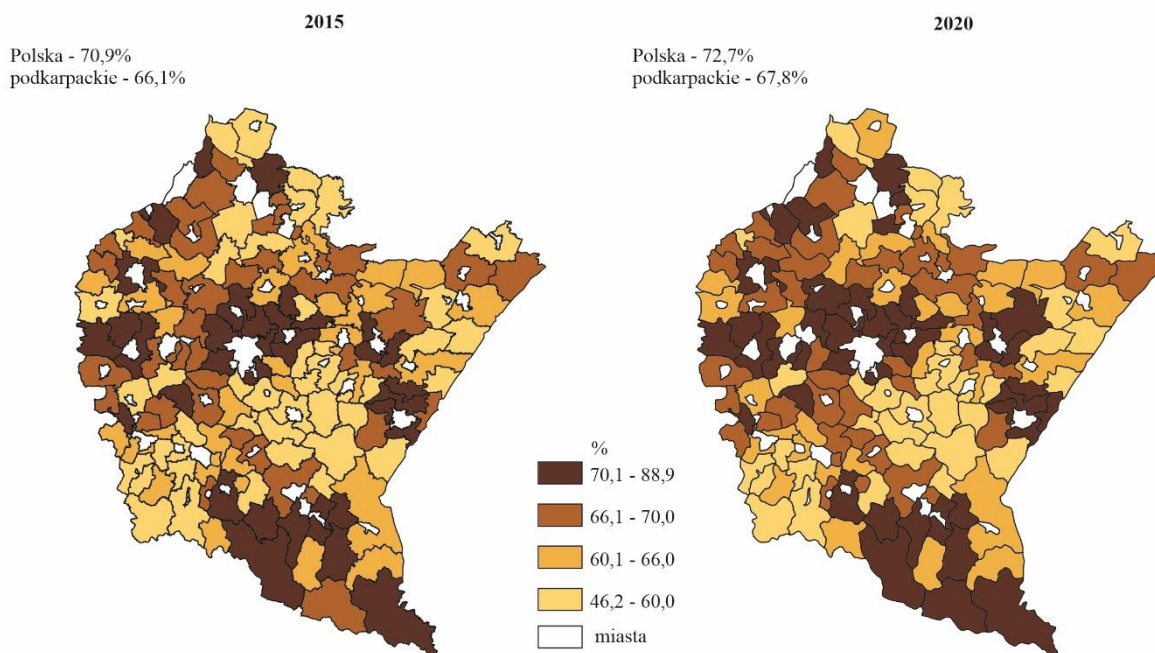 2015
Polska - 70,9%
podkarpackie - 66,1%
2020
Polska - 72,7%
podkarpackie - 67,8%
%
70,1 - 88,9
66,1 - 70,0
60,1 - 66,0
46,2 - 60,0
miasta